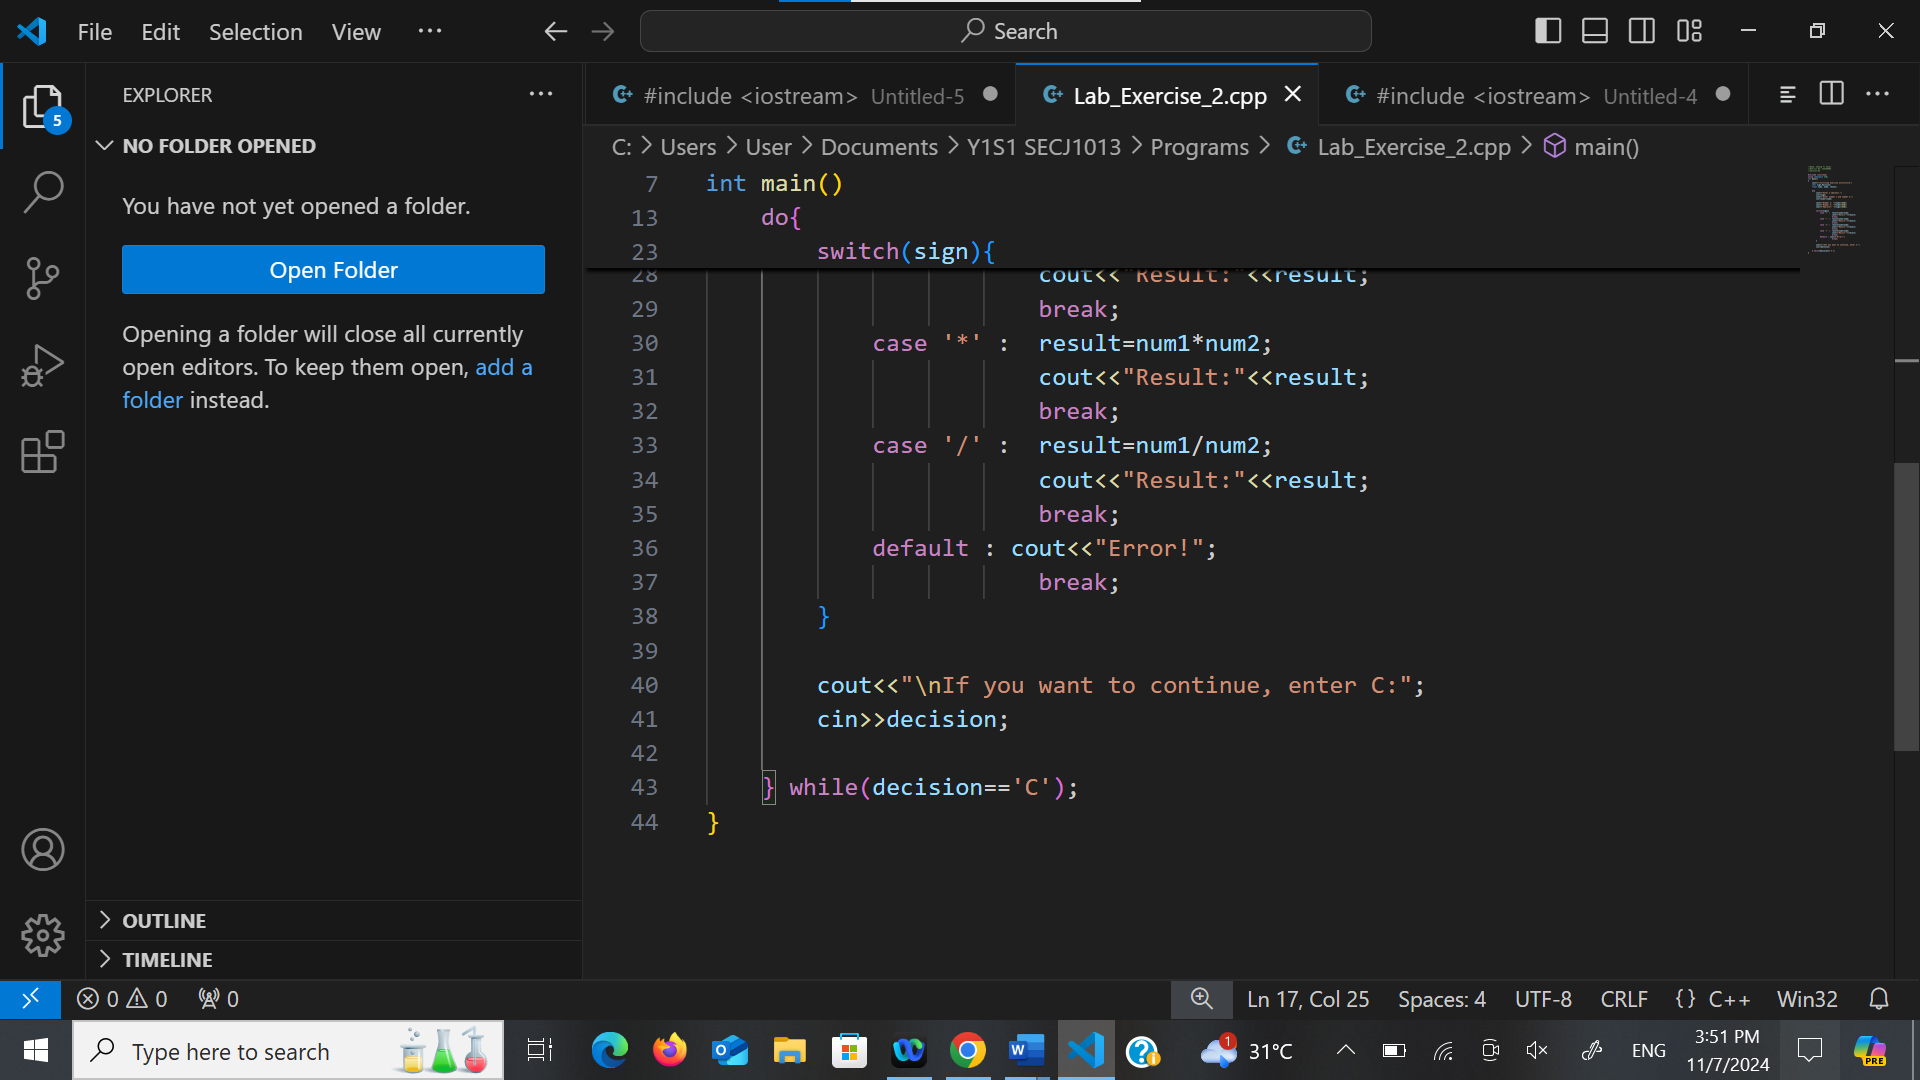 File Edit Selection View ··· Search
EXPLORER ···
NO FOLDER OPENED
You have not yet opened a folder.
Open Folder
Opening a folder will close all currently
open editors. To keep them open, add a
folder instead.
OUTLINE
TIMELINE
5
#include <iostream> Untitled-5
Lab_Exercise_2.cpp
#include <iostream> Untitled-4
C: > Users > User > Documents > Y1S1 SECJ1013 > Programs > Lab_Exercise_2.cpp > main()
7 int main()
13 do{
23 switch(sign){
28 cout<<"Result:"<<result;
29 break;
30 case '*' : result=num1*num2;
31 cout<<"Result:"<<result;
32 break;
33 case '/' : result=num1/num2;
34 cout<<"Result:"<<result;
35 break;
36 default : cout<<"Error!";
37 break;
38 }
39
40 cout<<"\nIf you want to continue, enter C:";
41 cin>>decision;
42
43 } while(decision=='C');
44 }
0 0 0 Ln 17, Col 25 Spaces: 4 UTF-8 CRLF {} C++ Win32
Type here to search 1 31°C ENG 3:51 PM
11/7/2024
PRE